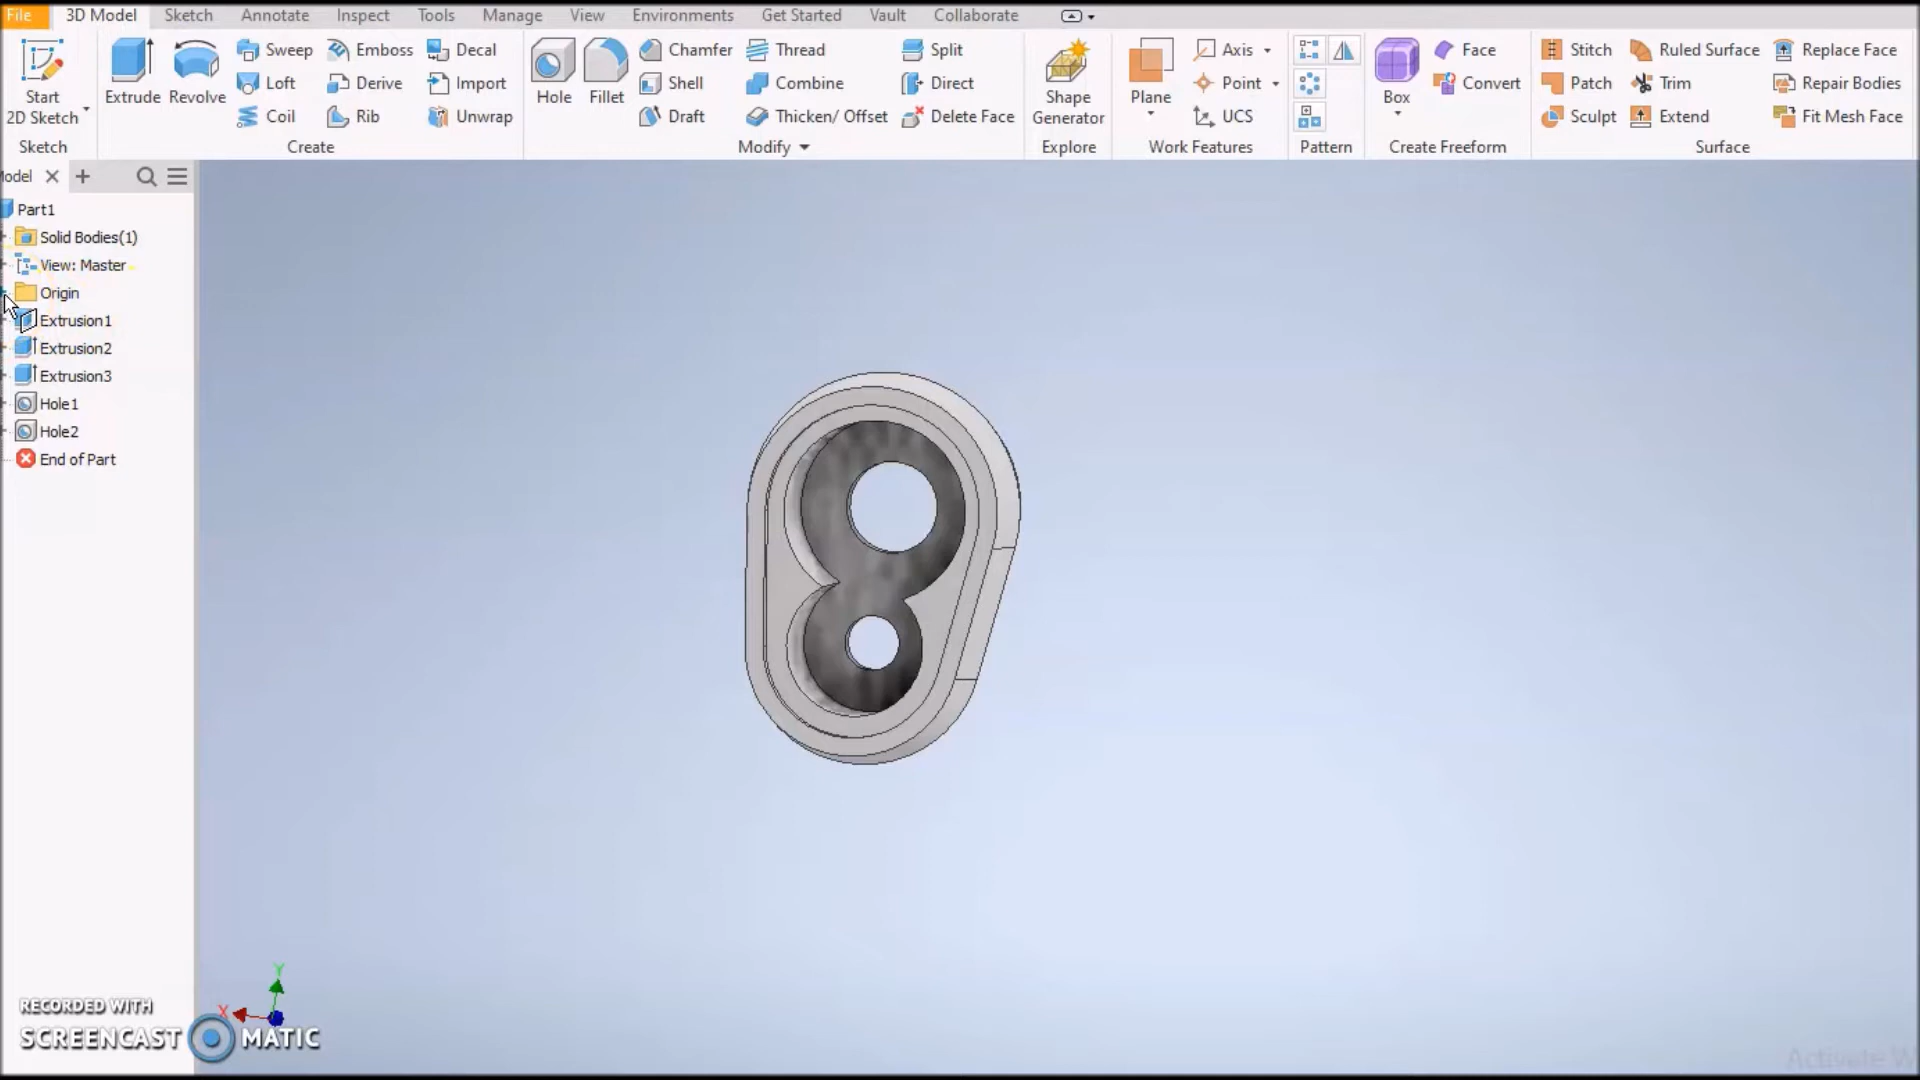 File 3D Model Sketch Annotate Inspect Tools Manage View Environments Get Started Vault Collaborate
Start 2D Sketch
Extrude
Revolve
Sweep
Loft
Coil
Emboss
Derive
Rib
Decal
Import
Unwrap
Hole
Fillet
Chamfer
Shell
Draft
Thread
Combine
Thicken/ Offset
Split
Direct
Delete Face
Shape Generator
Plane
Axis
Point
UCS
Box
Face
Convert
Stitch
Patch
Sculpt
Ruled Surface
Trim
Extend
Replace Face
Repair Bodies
Fit Mesh Face
Sketch Create Modify Explore Work Features Pattern Create Freeform Surface
odel
Part1
Solid Bodies(1)
View: Master
Origin
Extrusion1
Extrusion2
Extrusion3
Hole1
Hole2
End of Part
Y
X
RECORDED WITH
SCREENCAST MATIC
Activate W